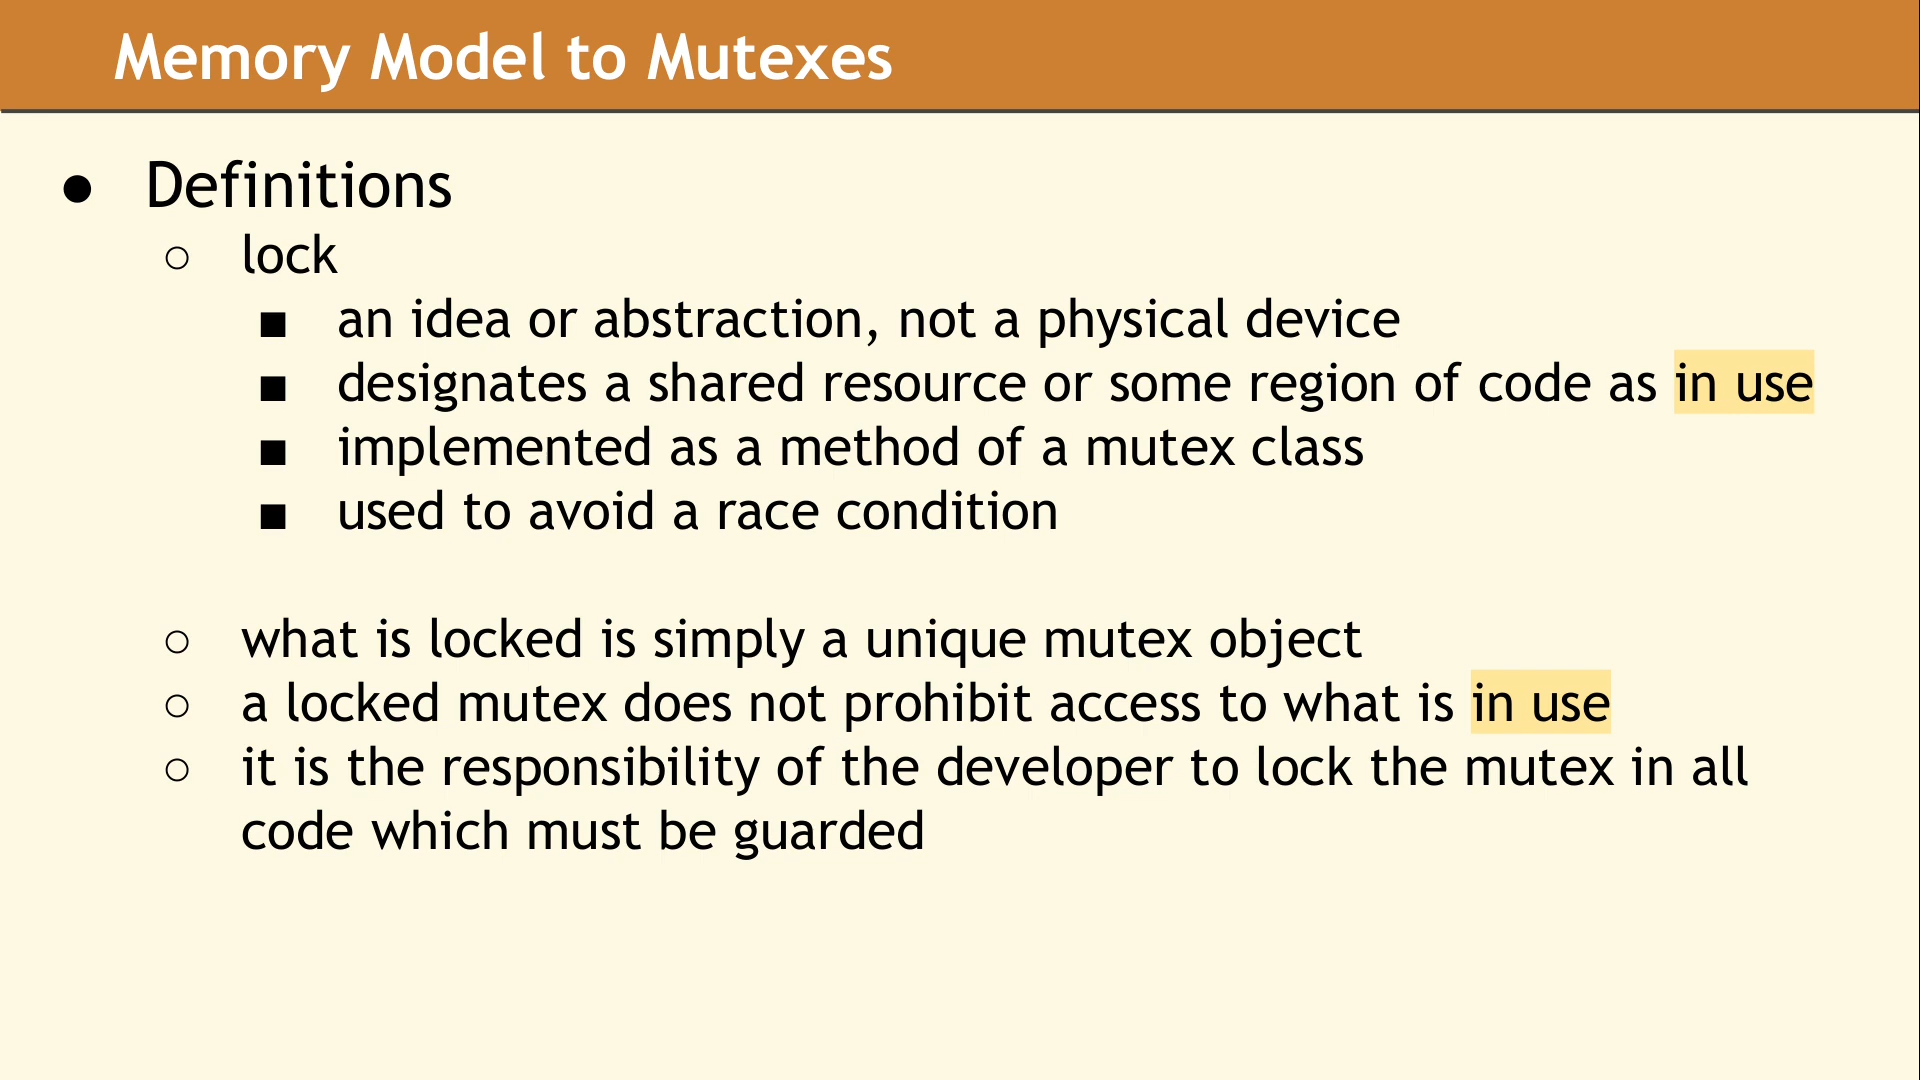 Memory Model to Mutexes
● Definitions
○ lock
■ an idea or abstraction, not a physical device
■ designates a shared resource or some region of code as in use
■ implemented as a method of a mutex class
■ used to avoid a race condition
○ what is locked is simply a unique mutex object
○ a locked mutex does not prohibit access to what is in use
○ it is the responsibility of the developer to lock the mutex in all
code which must be guarded